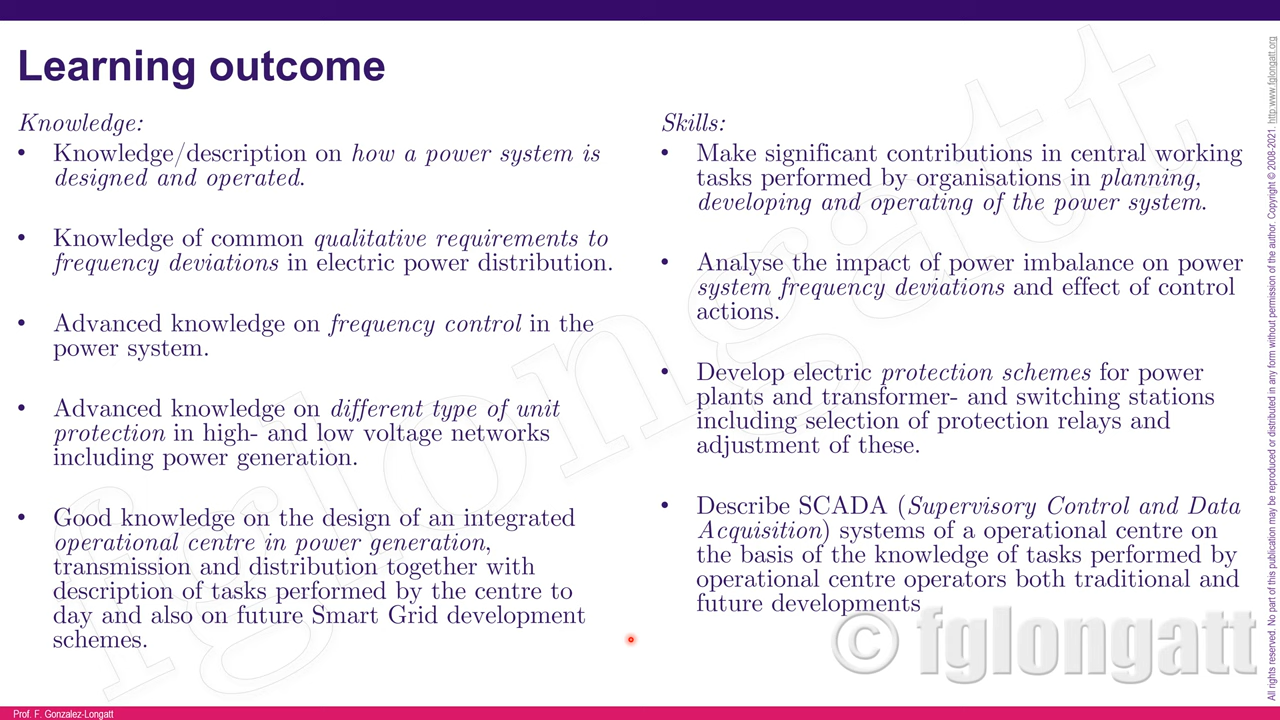 Learning outcome
Knowledge:
• Knowledge/description on how a power system is
designed and operated.
• Knowledge of common qualitative requirements to
frequency deviations in electric power distribution.
• Advanced knowledge on frequency control in the
power system.
• Advanced knowledge on different type of unit
protection in high- and low voltage networks
including power generation.
• Good knowledge on the design of an integrated
operational centre in power generation,
transmission and distribution together with
description of tasks performed by the centre to
day and also on future Smart Grid development
schemes.
Skills:
• Make significant contributions in central working
tasks performed by organisations in planning,
developing and operating of the power system.
• Analyse the impact of power imbalance on power
system frequency deviations and effect of control
actions.
• Develop electric protection schemes for power
plants and transformer- and switching stations
including selection of protection relays and
adjustment of these.
• Describe SCADA (Supervisory Control and Data
Acquisition) systems of a operational centre on
the basis of the knowledge of tasks performed by
operational centre operators both traditional and
future developments
fglongatt
© fglongatt
All rights reserved. No part of this publication may be reproduced or distributed in any form without permission of the author. Copyright © 2008-2021 http:www.fglongatt.org
Prof. F. Gonzalez-Longatt